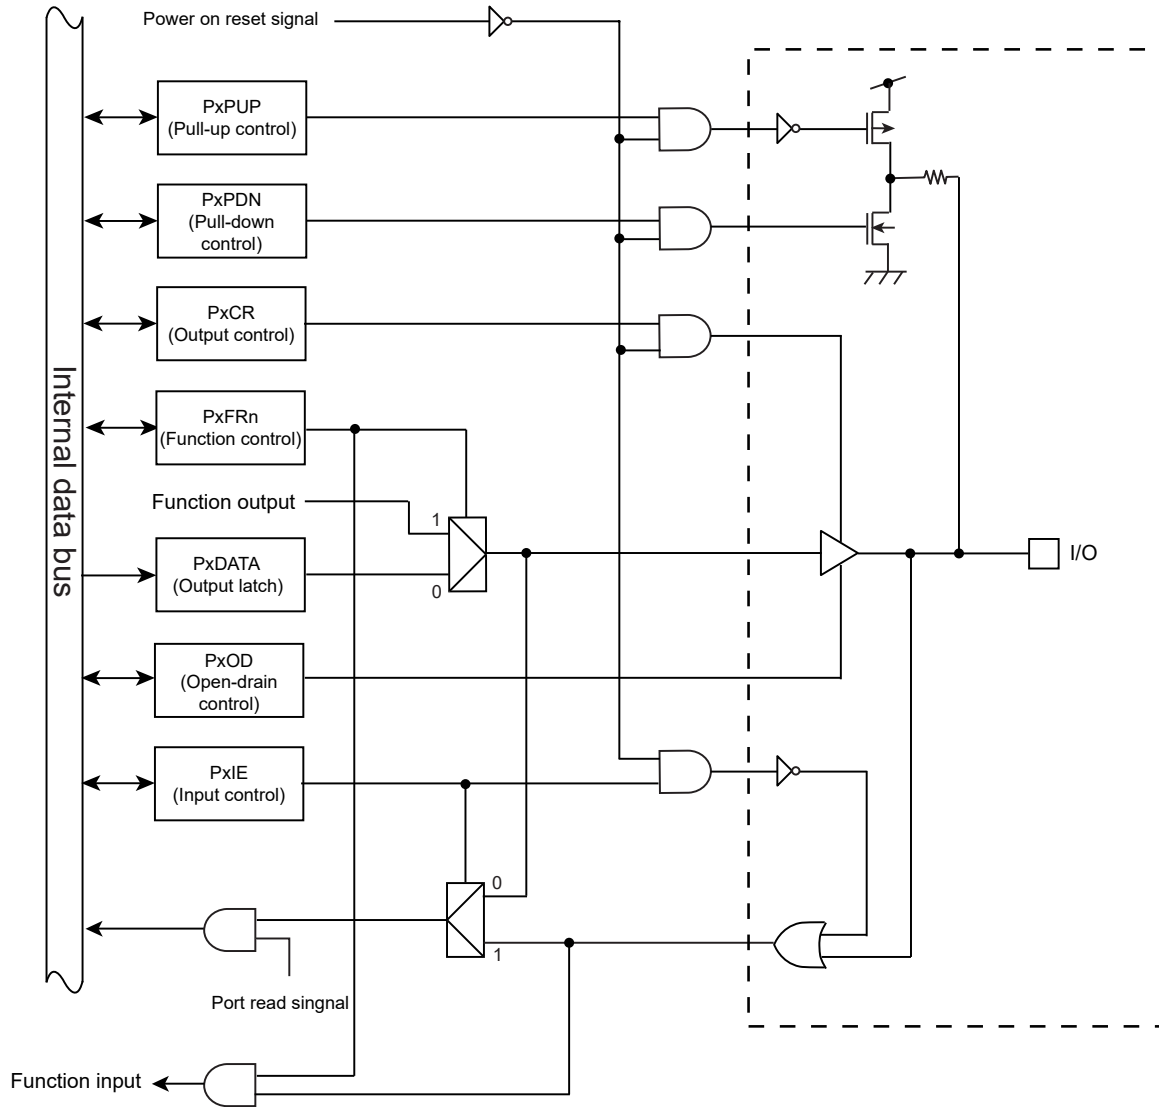 Power on reset signal
PxPUP
(Pull-up control)
PxPDN
(Pull-down
control)
PxCR
(Output control)
Internal data bus
PxFRn
(Function control)
Function output
1
PxDATA
(Output latch)
0
I/O
PxOD
(Open-drain
control)
PxIE
(Input control)
0
1
Port read singnal
Function input